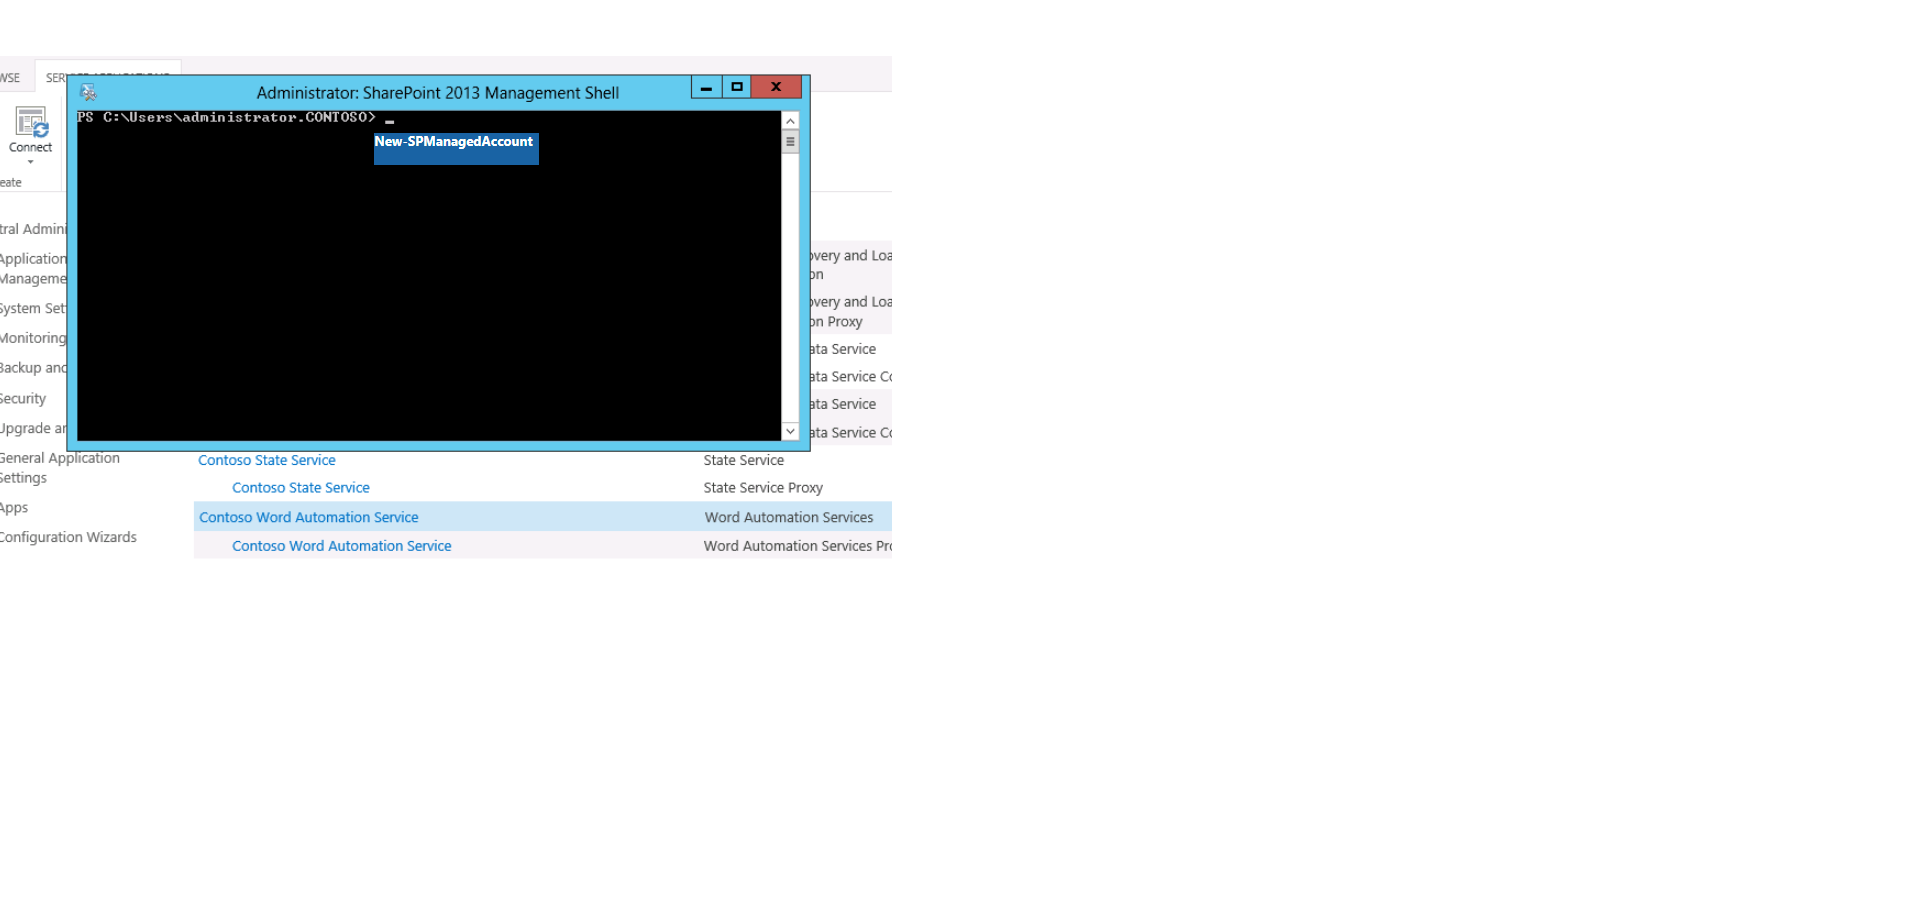 WSE
Administrator: SharePoint 2013 Management Shell
PS C:\Users\administrator.CONTOSO> _
New-SPManagedAccount
Connect
eate
tral Admini
Application
Manageme
System Set
Monitoring
Backup and
Security
Upgrade ar
General Application
Settings
Apps
Configuration Wizards
overy and Loa
on
overy and Loa
on Proxy
ata Service
ata Service Co
ata Service
ata Service Co
Contoso State Service State Service
Contoso State Service State Service Proxy
Contoso Word Automation Service Word Automation Services
Contoso Word Automation Service Word Automation Services Pro